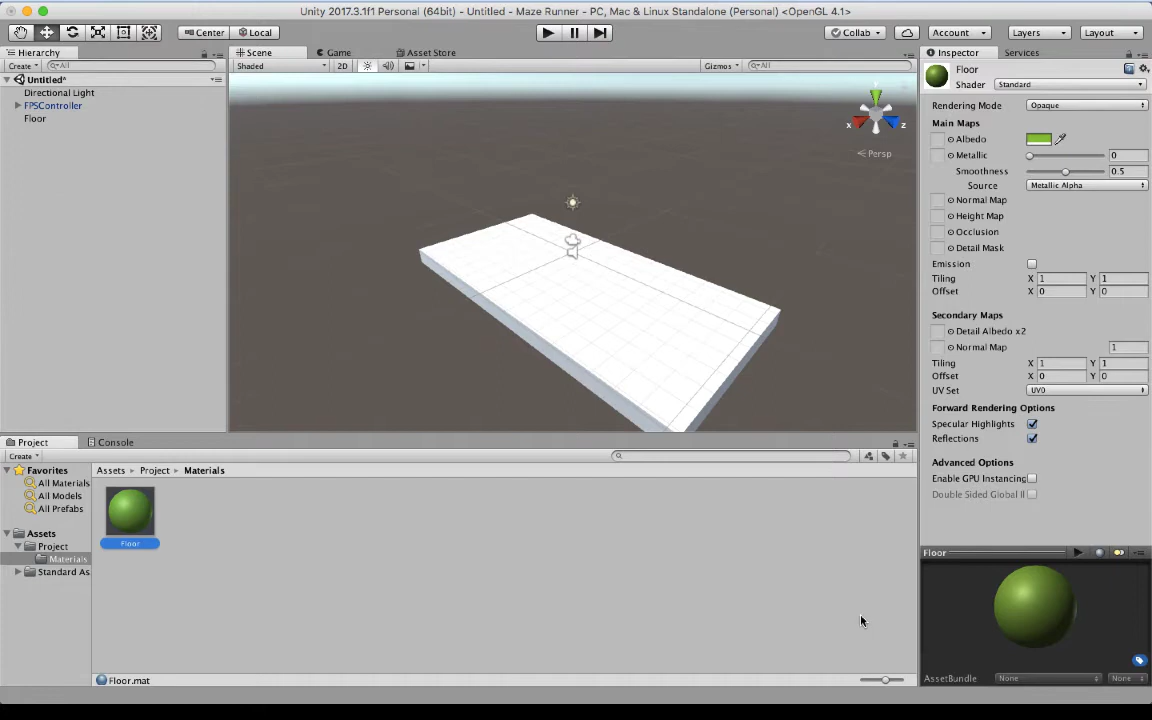 Unity 2017.3.1f1 Personal (64bit) - Untitled - Maze Runner - PC, Mac & Linux Standalone (Personal) <OpenGL 4.1>
Center Local Collab Account Layers Layout
Hierarchy Scene Game Asset Store Inspector Services
Create All Shaded 2D Gizmos All Floor
Untitled* Shader Standard
Directional Light
FPSController Rendering Mode Opaque
Floor y
x z Main Maps
Persp Albedo
Metallic 0
Smoothness 0.5
Source Metallic Alpha
Normal Map
Height Map
Occlusion
Detail Mask
Emission
Tiling X 1 Y 1
Offset X 0 Y 0
Secondary Maps
Detail Albedo x2
Normal Map 1
Tiling X 1 Y 1
Offset X 0 Y 0
UV Set UV0
Forward Rendering Options
Specular Highlights
Reflections
Advanced Options
Enable GPU Instancing
Double Sided Global Il
Project Console
Create
Favorites Assets Project Materials
All Materials
All Models
All Prefabs
Assets
Project Floor
Materials
Standard As
Floor
Floor.mat
AssetBundle None None